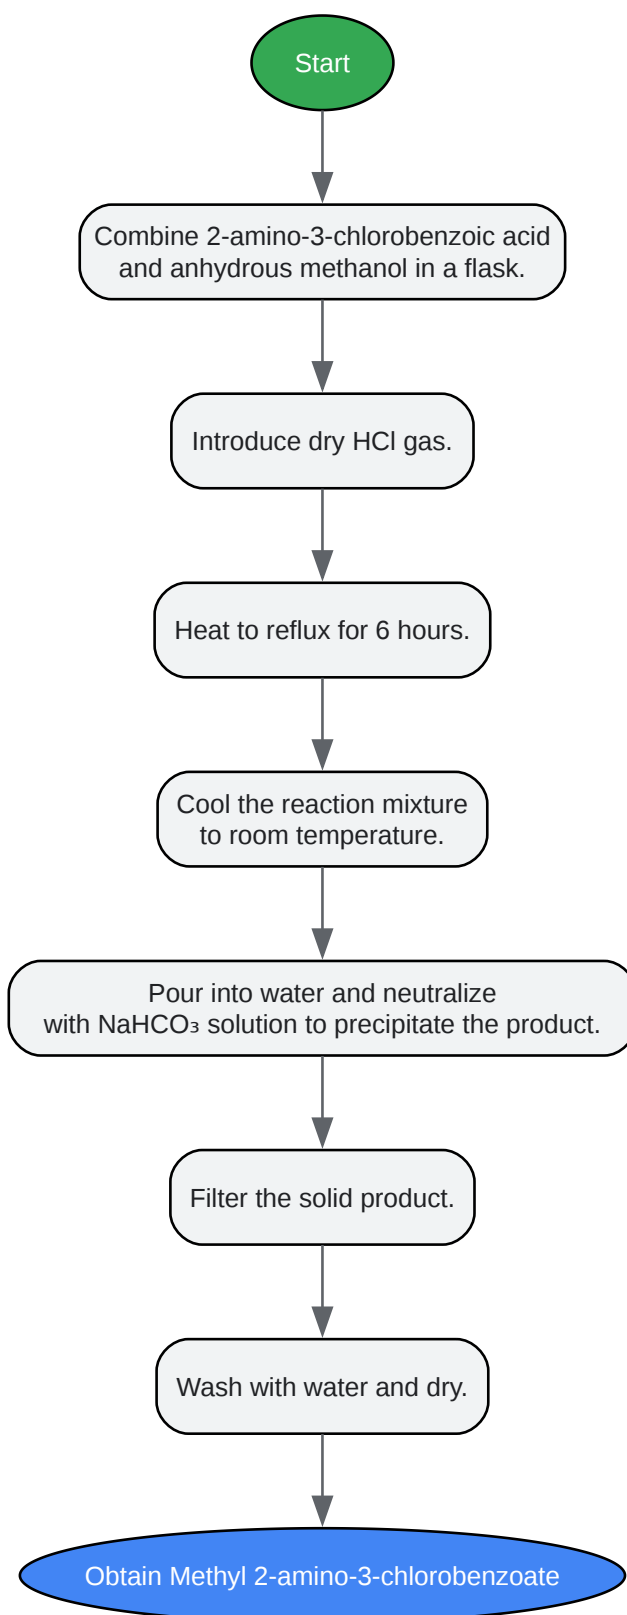 Start
Combine 2-amino-3-chlorobenzoic acid
and anhydrous methanol in a flask.
Introduce dry HCl gas.
Heat to reflux for 6 hours.
Cool the reaction mixture
to room temperature.
Pour into water and neutralize
with NaHCO₃ solution to precipitate the product.
Filter the solid product.
Wash with water and dry.
Obtain Methyl 2-amino-3-chlorobenzoate